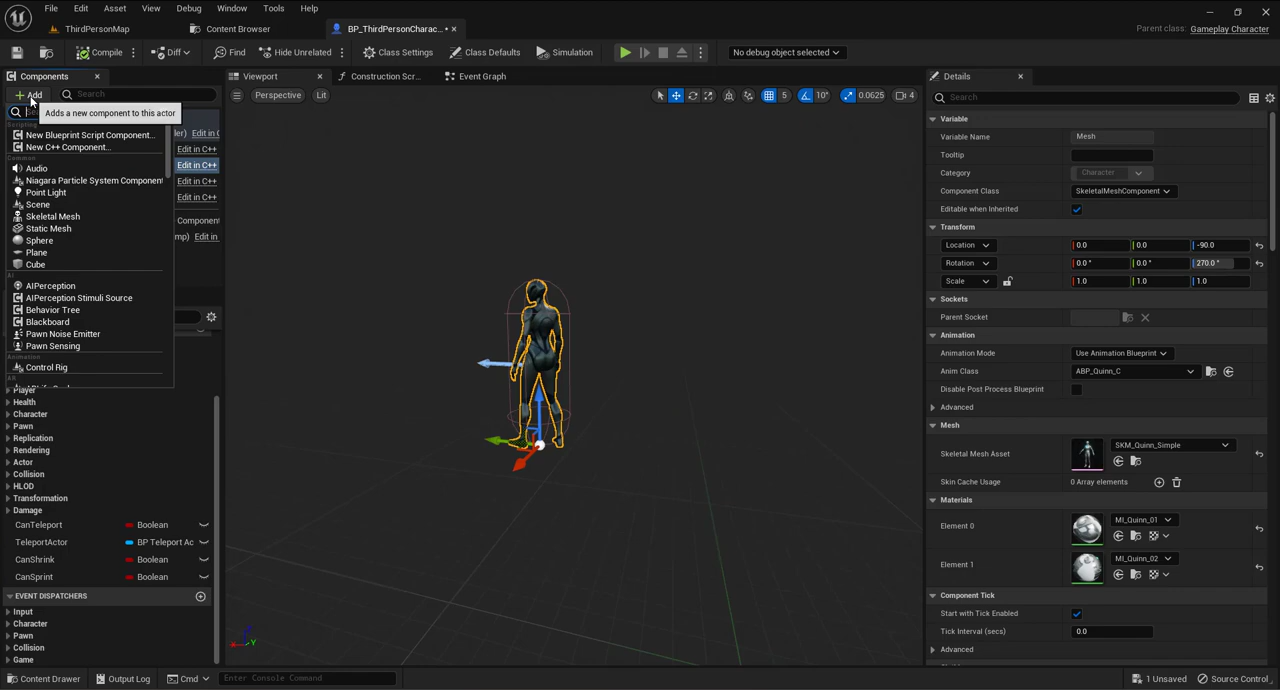 File Edit Asset View Debug Window Tools Help
ThirdPersonMap Content Browser BP_ThirdPersonCharac... • ×
Parent class: Gameplay Character
Compile Diff Find Hide Unrelated Class Settings Class Defaults Simulation No debug object selected
Components × Viewport × Construction Scr... Event Graph Details ×
+ Add Search Perspective Lit 5 10° 0.0625 4 Search
Adds a new component to this actor
Scripting
New Blueprint Script Component...
New C++ Component...
Common
Audio
Niagara Particle System Component
Point Light
Scene
Skeletal Mesh
Static Mesh
Sphere
Plane
Cube
AI
AIPerception
AIPerception Stimuli Source
Behavior Tree
Blackboard
Pawn Noise Emitter
Pawn Sensing
Animation
Control Rig
AR
Edit in C++
Edit in C++
Edit in C++
Edit in C++
Component
Edit in
Player
Health
Character
Pawn
Replication
Rendering
Actor
Collision
HLOD
Transformation
Damage
CanTeleport Boolean
TeleportActor BP Teleport Ac
CanShrink Boolean
CanSprint Boolean
EVENT DISPATCHERS
Input
Character
Pawn
Collision
Game
Z
Y
Variable
Variable Name Mesh
Tooltip
Category Character
Component Class SkeletalMeshComponent
Editable when Inherited
Transform
Location 0.0 0.0 -90.0
Rotation 0.0 ° 0.0 ° 270.0 °
Scale 1.0 1.0 1.0
Sockets
Parent Socket
Animation
Animation Mode Use Animation Blueprint
Anim Class ABP_Quinn_C
Disable Post Process Blueprint
Advanced
Mesh
Skeletal Mesh Asset SKM_Quinn_Simple
Skin Cache Usage 0 Array elements
Materials
Element 0 MI_Quinn_01
Element 1 MI_Quinn_02
Component Tick
Start with Tick Enabled
Tick Interval (secs) 0.0
Advanced
Content Drawer Output Log Cmd Enter Console Command 1 Unsaved Source Control